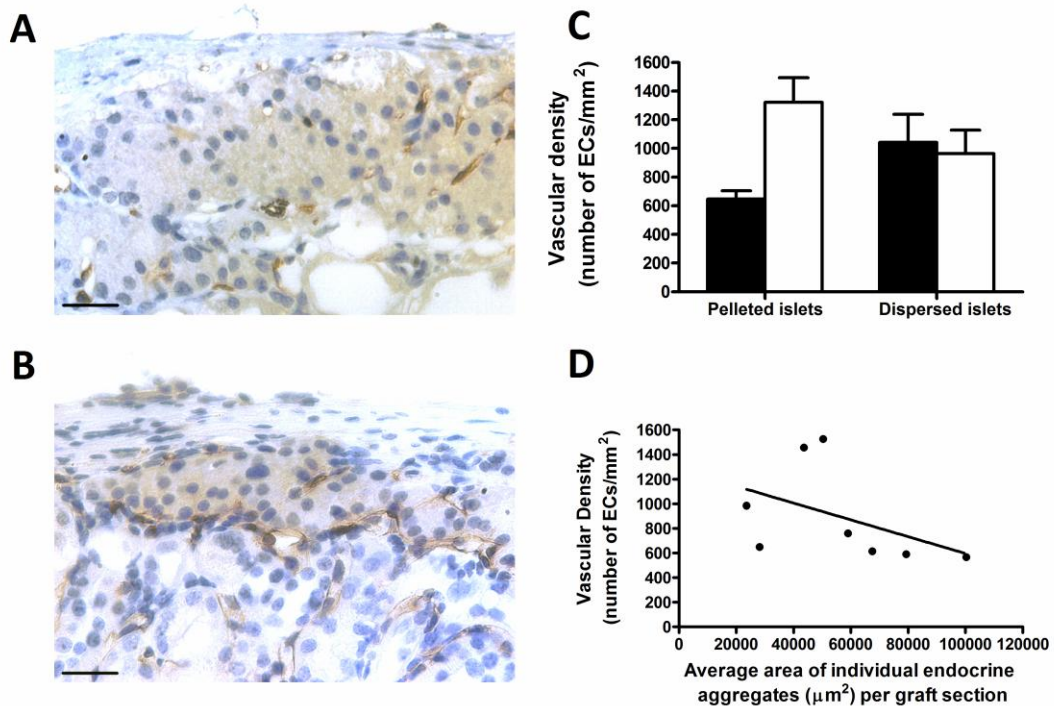 A
B
C
Vascular density
(number of ECs/mm²)
1600
1400
1200
1000
800
600
400
200
0
Pelleted islets Dispersed islets
D
Vascular Density
(number of ECs/mm²)
1600
1400
1200
1000
800
600
400
200
0
0 20000 40000 60000 80000 100000 120000
Average area of individual endocrine
aggregates (μm²) per graft section